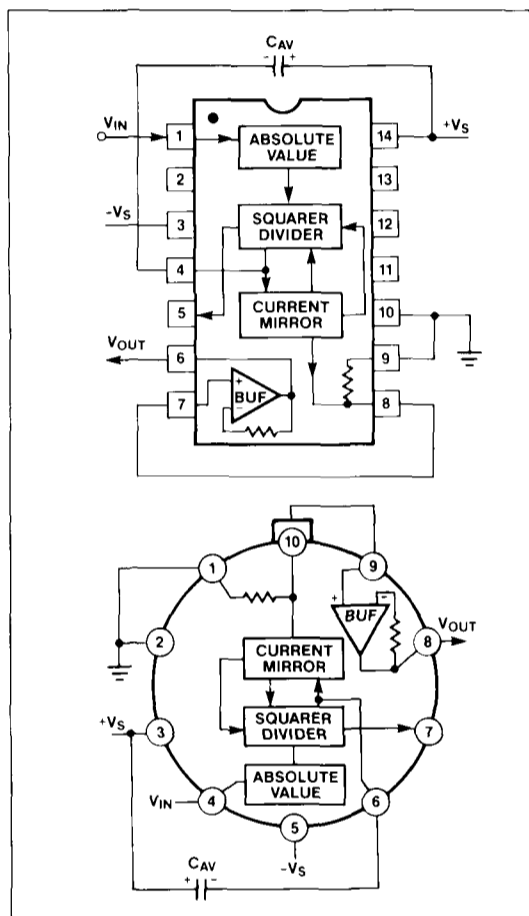 CAV
- +
VIN
+VS
1
ABSOLUTE
VALUE
14
2
13
-VS
3
SQUARER
DIVIDER
12
4
11
5
CURRENT
MIRROR
10
VOUT
6
9
7
+
BUF
-
8
10
1
9
+
BUF
-
2
8
VOUT
CURRENT
MIRROR
+VS
3
SQUARER
DIVIDER
7
ABSOLUTE
VALUE
VIN
4
6
5
-VS
CAV
+ -